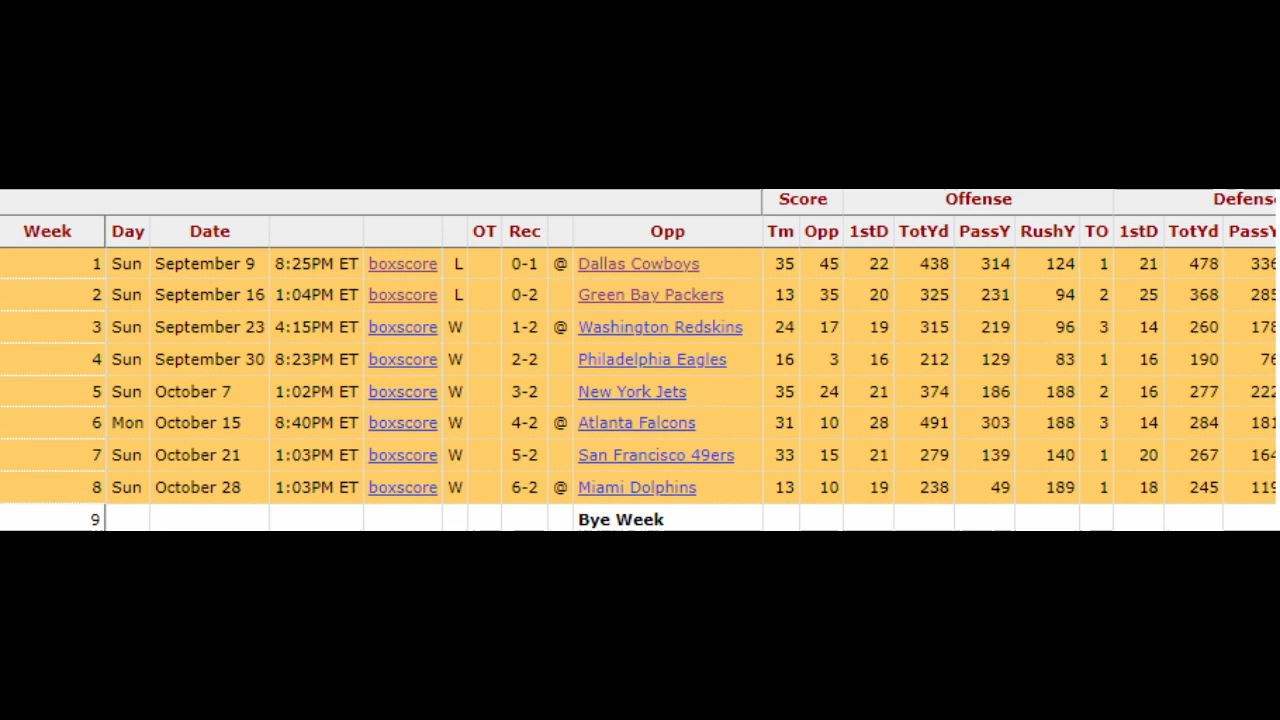 Score Offense Defens
Week Day Date OT Rec Opp Tm Opp 1stD TotYd PassY RushY TO 1stD TotYd PassY
1 Sun September 9 8:25PM ET boxscore L 0-1 @ Dallas Cowboys 35 45 22 438 314 124 1 21 478 336
2 Sun September 16 1:04PM ET boxscore L 0-2 Green Bay Packers 13 35 20 325 231 94 2 25 368 285
3 Sun September 23 4:15PM ET boxscore W 1-2 @ Washington Redskins 24 17 19 315 219 96 3 14 260 178
4 Sun September 30 8:23PM ET boxscore W 2-2 Philadelphia Eagles 16 3 16 212 129 83 1 16 190 76
5 Sun October 7 1:02PM ET boxscore W 3-2 New York Jets 35 24 21 374 186 188 2 16 277 222
6 Mon October 15 8:40PM ET boxscore W 4-2 @ Atlanta Falcons 31 10 28 491 303 188 3 14 284 181
7 Sun October 21 1:03PM ET boxscore W 5-2 San Francisco 49ers 33 15 21 279 139 140 1 20 267 164
8 Sun October 28 1:03PM ET boxscore W 6-2 @ Miami Dolphins 13 10 19 238 49 189 1 18 245 119
9 Bye Week